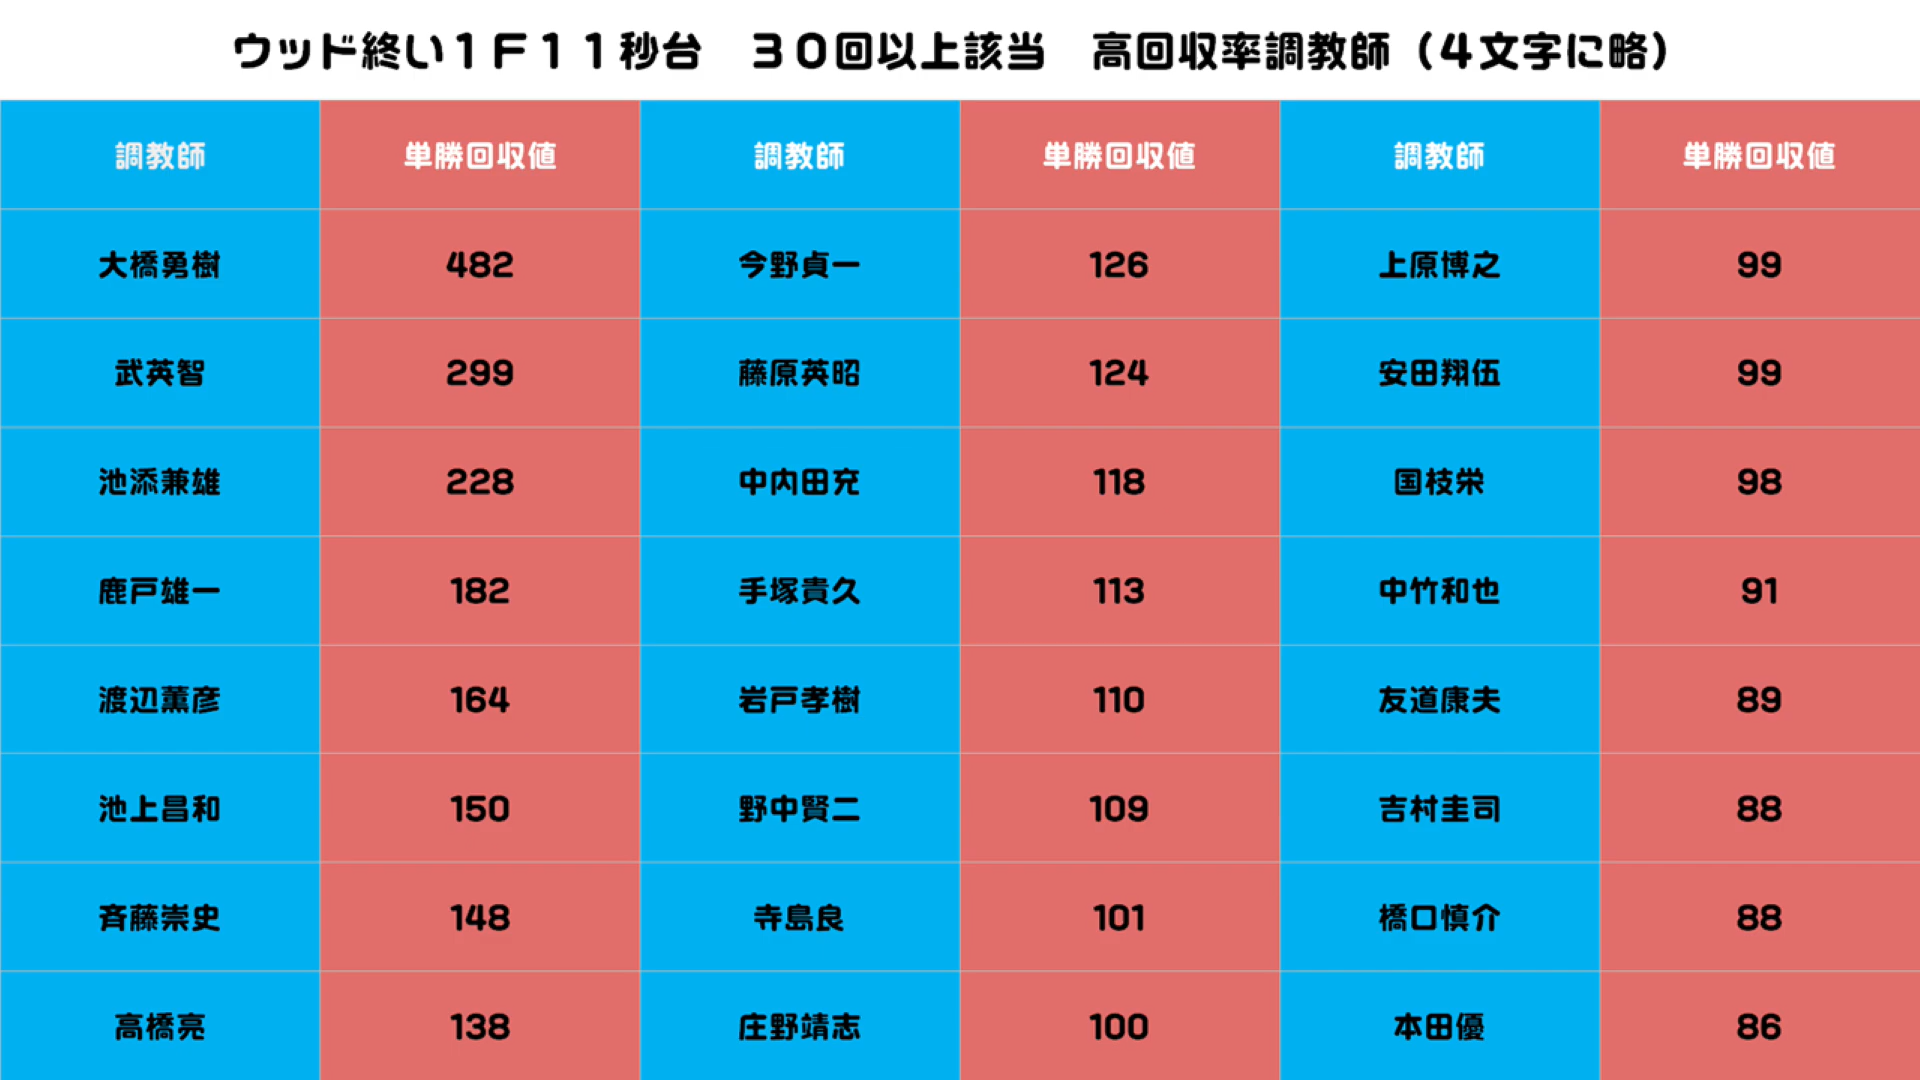 ウッド終い１Ｆ１１秒台　３０回以上該当　高回収率調教師（４文字に略）
調教師 単勝回収値 調教師 単勝回収値 調教師 単勝回収値
大橋勇樹 482 今野貞一 126 上原博之 99
武英智 299 藤原英昭 124 安田翔伍 99
池添兼雄 228 中内田充 118 国枝栄 98
鹿戸雄一 182 手塚貴久 113 中竹和也 91
渡辺薫彦 164 岩戸孝樹 110 友道康夫 89
池上昌和 150 野中賢二 109 吉村圭司 88
斉藤崇史 148 寺島良 101 橋口慎介 88
高橋亮 138 庄野靖志 100 本田優 86